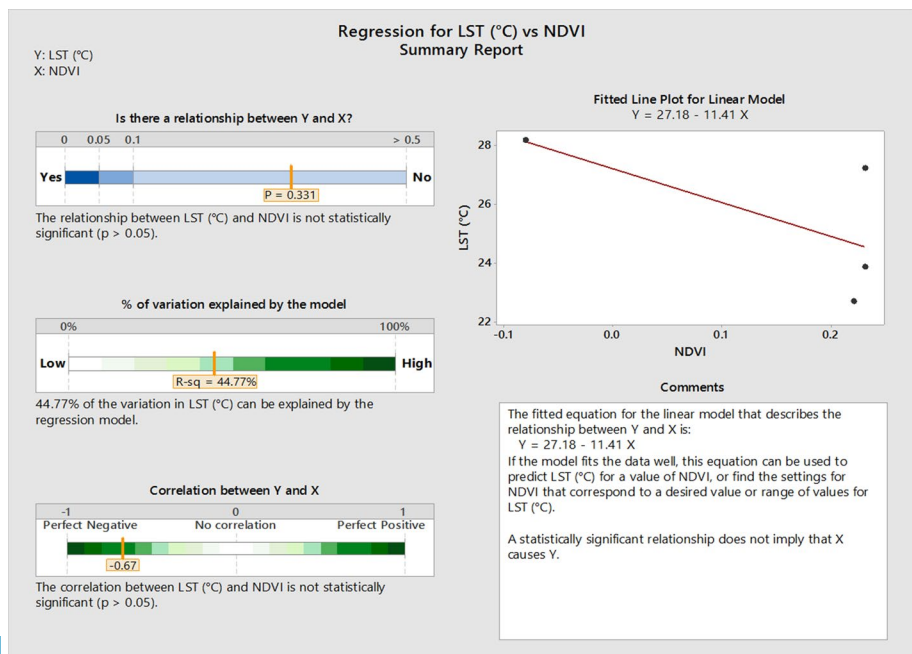 Regression for LST (°C) vs NDVI
Summary Report
Y: LST (°C)
X: NDVI
Is there a relationship between Y and X?
0 0.05 0.1 > 0.5
Yes No
P = 0.331
The relationship between LST (°C) and NDVI is not statistically
significant (p > 0.05).
% of variation explained by the model
0% 100%
Low High
R-sq = 44.77%
44.77% of the variation in LST (°C) can be explained by the
regression model.
Correlation between Y and X
-1 0 1
Perfect Negative No correlation Perfect Positive
-0.67
The correlation between LST (°C) and NDVI is not statistically
significant (p > 0.05).
Fitted Line Plot for Linear Model
Y = 27.18 - 11.41 X
28
26
24
22
LST (°C)
-0.1 0.0 0.1 0.2
NDVI
Comments
The fitted equation for the linear model that describes the
relationship between Y and X is:
Y = 27.18 - 11.41 X
If the model fits the data well, this equation can be used to
predict LST (°C) for a value of NDVI, or find the settings for
NDVI that correspond to a desired value or range of values for
LST (°C).
A statistically significant relationship does not imply that X
causes Y.